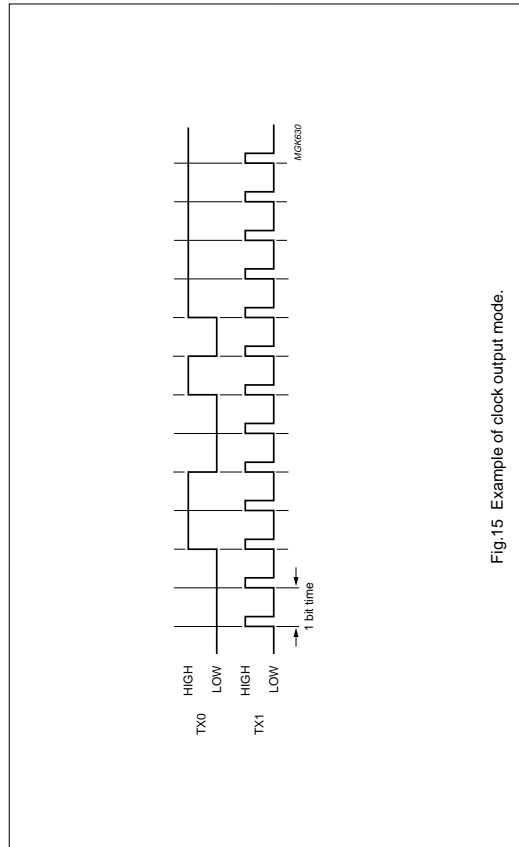 HIGH
TX0
LOW
HIGH
TX1
LOW
1 bit time
MGK630
Fig.15 Example of clock output mode.